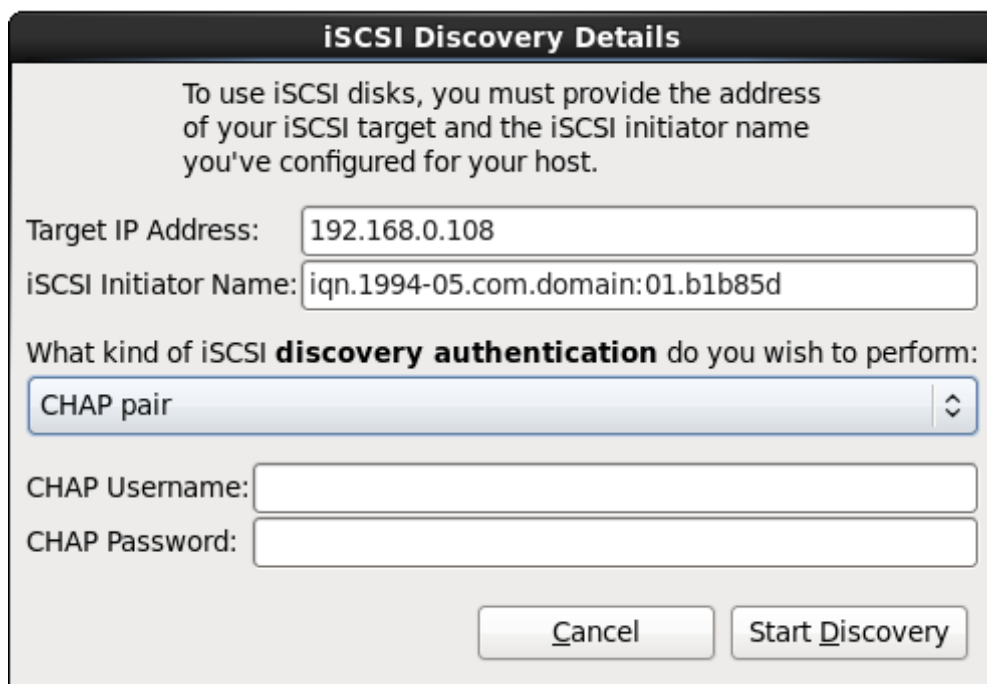 iSCSI Discovery Details
To use iSCSI disks, you must provide the address
of your iSCSI target and the iSCSI initiator name
you've configured for your host.
Target IP Address: 192.168.0.108
iSCSI Initiator Name: iqn.1994-05.com.domain:01.b1b85d
What kind of iSCSI discovery authentication do you wish to perform:
CHAP pair
CHAP Username:
CHAP Password:
Cancel Start Discovery